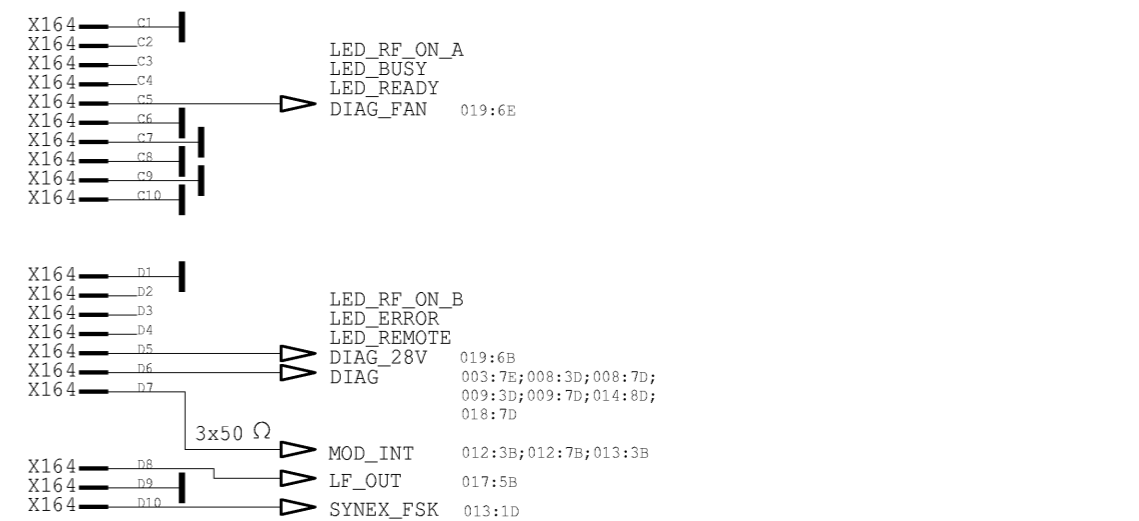 X164 C1
X164 C2
X164 C3 LED_RF_ON_A
X164 C4 LED_BUSY
LED_READY
X164 C5 DIAG_FAN 019:6E
X164 C6
X164 C7
X164 C8
X164 C9
X164 C10
X164 D1
X164 D2
X164 D3 LED_RF_ON_B
LED_ERROR
X164 D4 LED_REMOTE
X164 D5 DIAG_28V 019:6B
X164 D6 DIAG 003:7E;008:3D;008:7D;
X164 D7 009:3D;009:7D;014:8D;
018:7D
3x50 Ω
MOD_INT 012:3B;012:7B;013:3B
X164 D8
X164 D9 LF_OUT 017:5B
X164 D10 SYNEX_FSK 013:1D